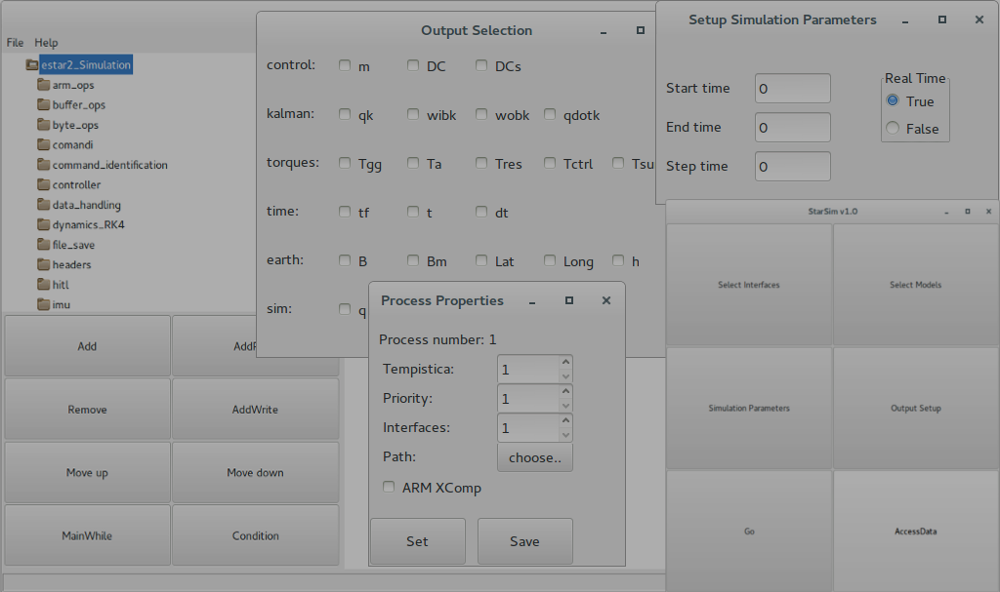 File Help
estar2_Simulation
arm_ops
buffer_ops
byte_ops
comandi
command_identification
controller
data_handling
dynamics_RK4
file_save
headers
hitl
imu
Add
Remove AddWrite
Move up Move down
MainWhile Condition
Output Selection
control: m DC DCs
kalman: qk wibk wobk qdotk
torques: Tgg Ta Tres Tctrl
time: tf t dt
earth: B Bm Lat Long h
sim: q
Process Properties
Process number: 1
Tempistica: 1
Priority: 1
Interfaces: 1
Path: choose..
ARM XComp
Set Save
Setup Simulation Parameters
Start time 0
End time 0
Step time 0
Real Time
True
False
StarSim v1.0
Select Interfaces Select Models
Simulation Parameters Output Setup
Go AccessData